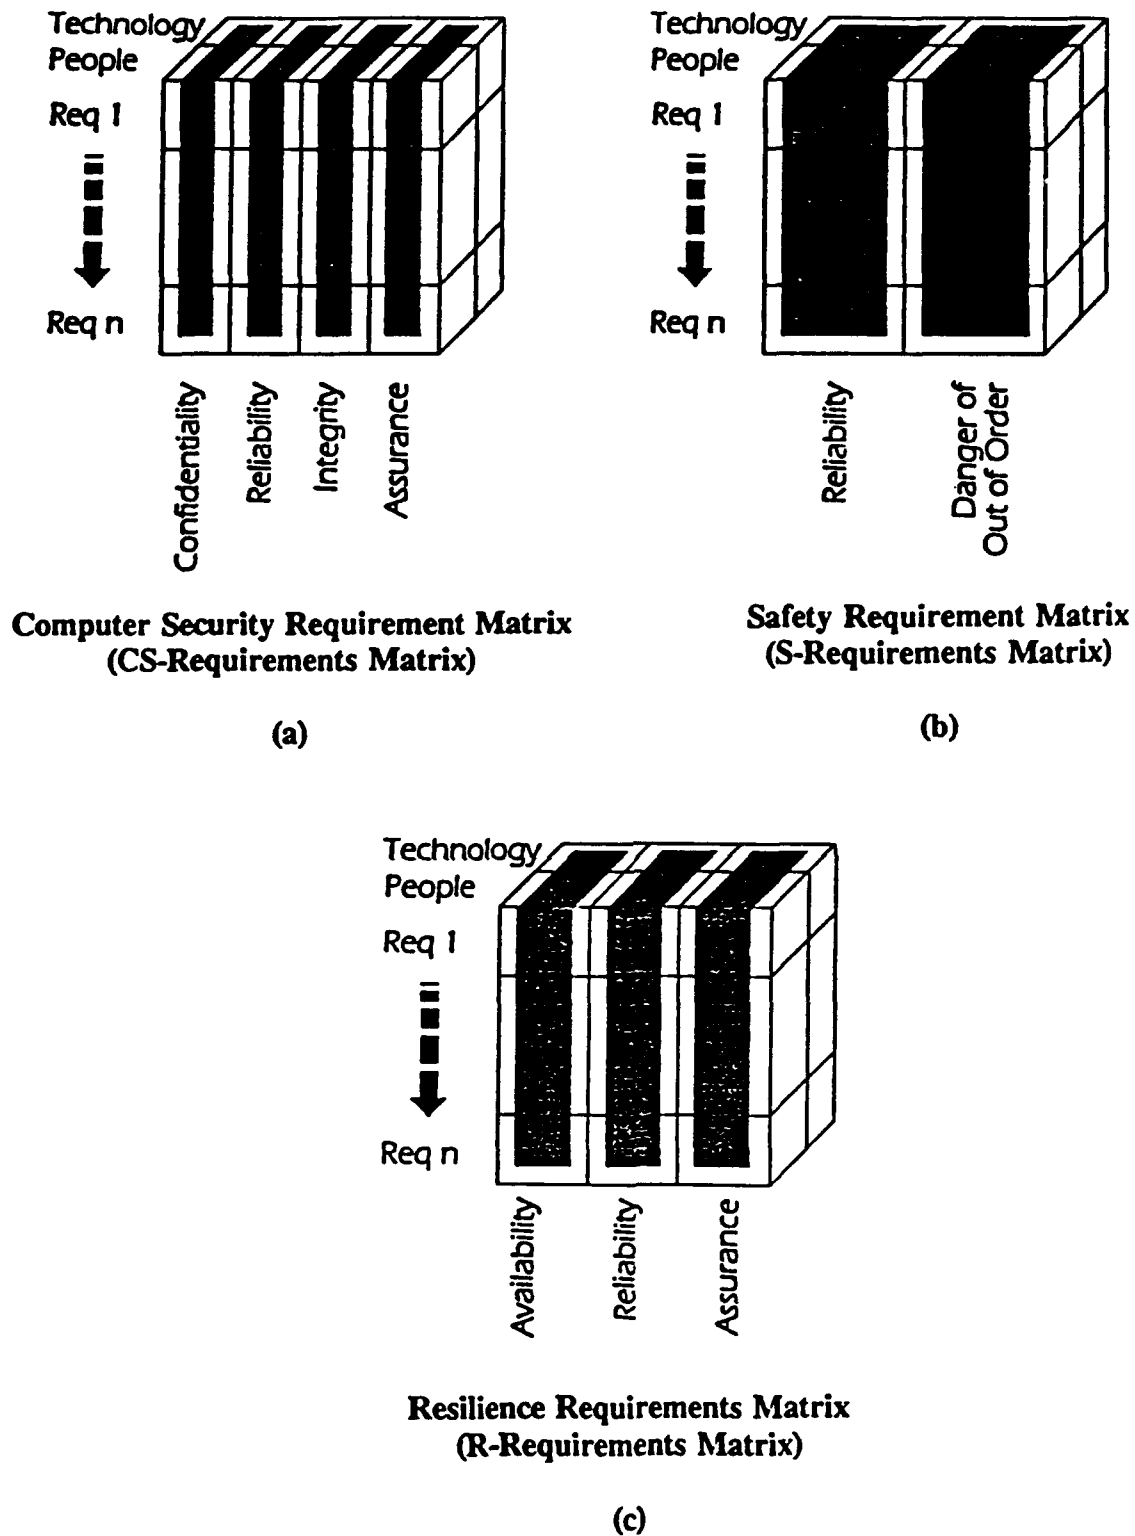 Technology
People
Req 1
Req n
Confidentiality
Reliability
Integrity
Assurance
Computer Security Requirement Matrix
(CS-Requirements Matrix)
(a)
Technology
People
Req 1
Req n
Reliability
Danger of
Out of Order
Safety Requirement Matrix
(S-Requirements Matrix)
(b)
Technology
People
Req 1
Req n
Availability
Reliability
Assurance
Resilience Requirements Matrix
(R-Requirements Matrix)
(c)